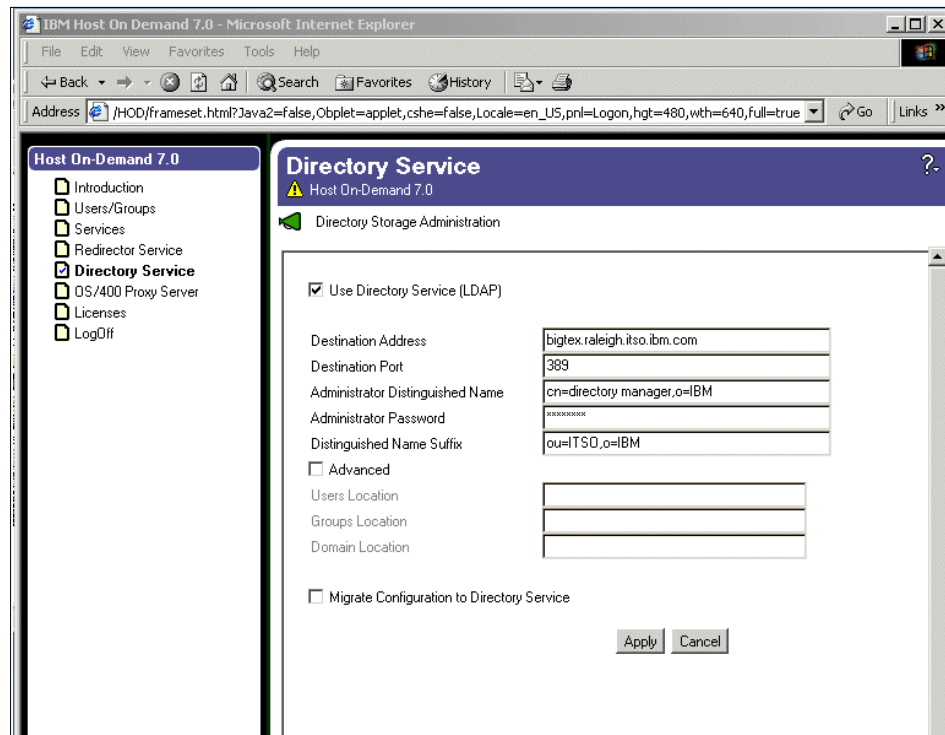 IBM Host On Demand 7.0 - Microsoft Internet Explorer
File Edit View Favorites Tools Help
Back Search Favorites History
Address /HOD/frameset.html?Java2=false,Obplet=applet,cshe=false,Locale=en_US,pnl=Logon,hgt=480,wth=640,full=true Go Links »
Host On-Demand 7.0
Introduction
Users/Groups
Services
Redirector Service
Directory Service
OS/400 Proxy Server
Licenses
LogOff
Directory Service
?
Host On-Demand 7.0
Directory Storage Administration
Use Directory Service (LDAP)
Destination Address bigtex.raleigh.itso.ibm.com
Destination Port 389
Administrator Distinguished Name cn=directory manager,o=IBM
Administrator Password ********
Distinguished Name Suffix ou=ITSO,o=IBM
Advanced
Users Location
Groups Location
Domain Location
Migrate Configuration to Directory Service
Apply Cancel